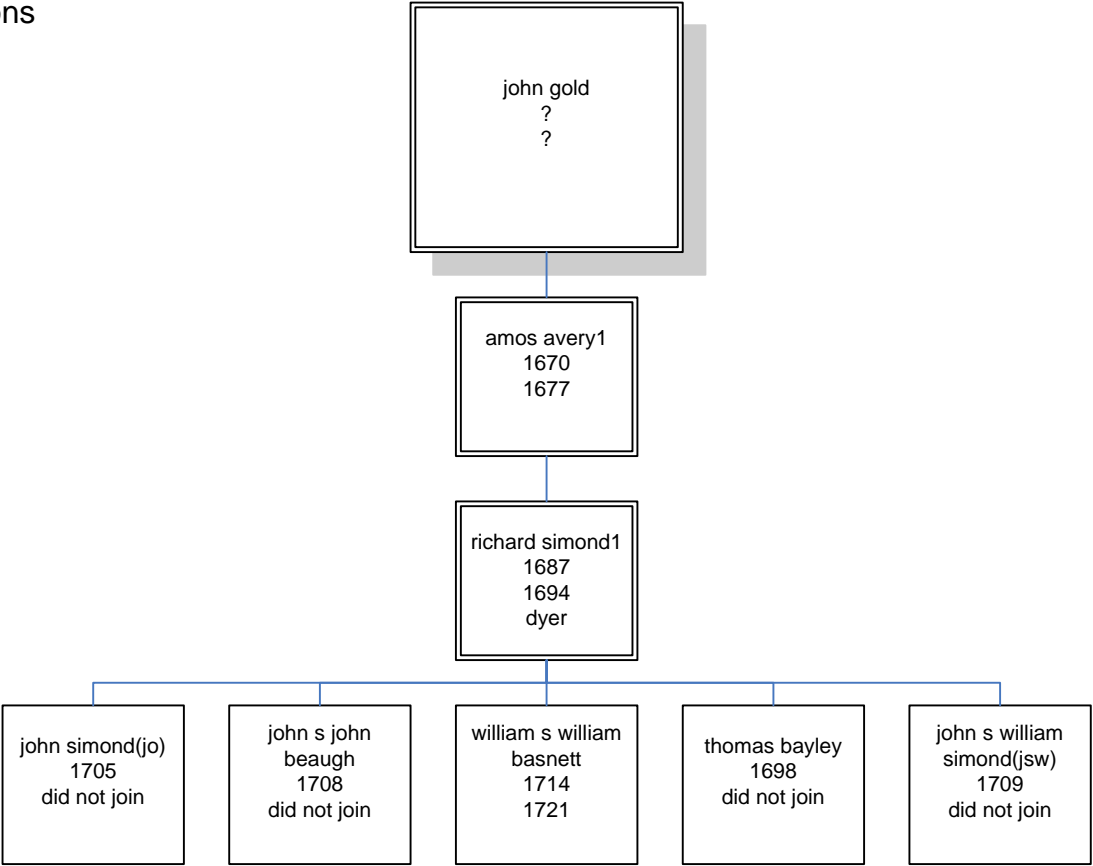 ons
john gold
?
?
amos avery1
1670
1677
richard simond1
1687
1694
dyer
john simond(jo)
1705
did not join
john s john
beaugh
1708
did not join
william s william
basnett
1714
1721
thomas bayley
1698
did not join
john s william
simond(jsw)
1709
did not join